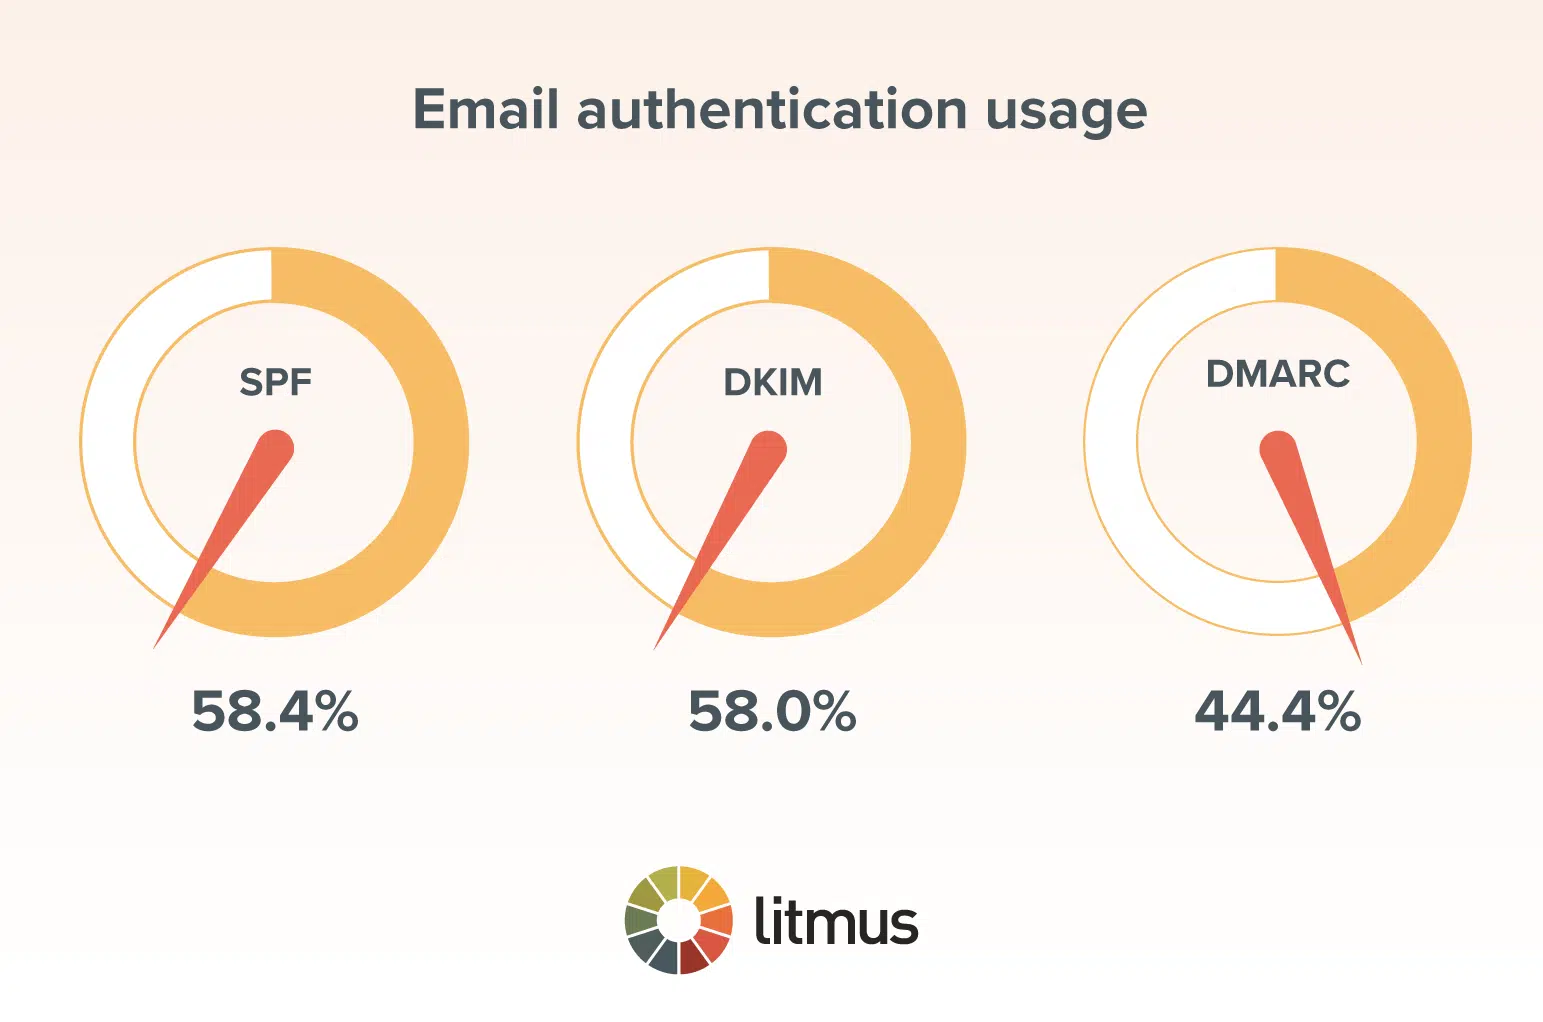 Email authentication usage
SPF
DKIM
DMARC
58.4%
58.0%
44.4%
litmus